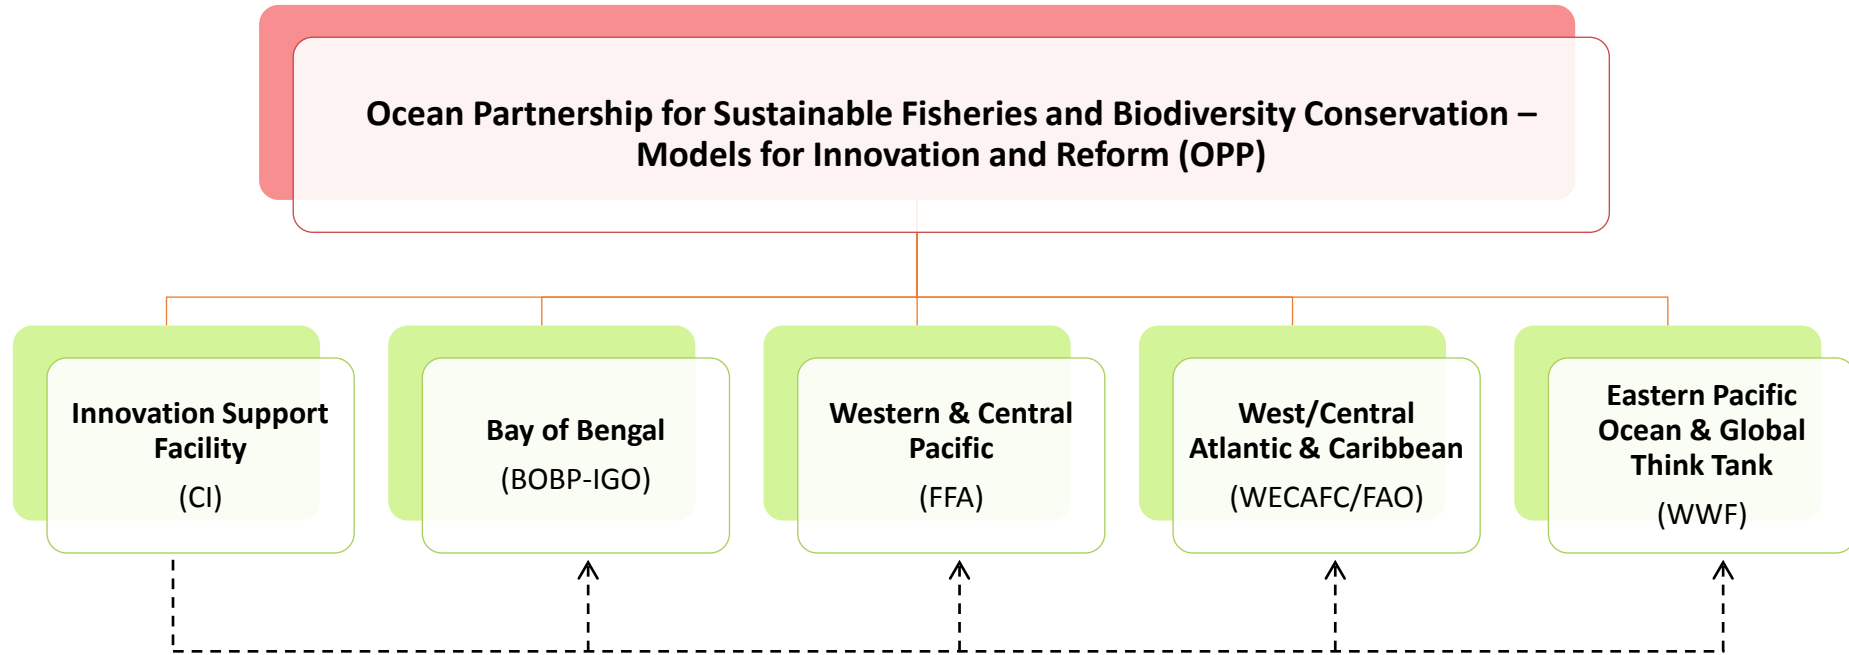 Ocean Partnership for Sustainable Fisheries and Biodiversity Conservation –
Models for Innovation and Reform (OPP)
Innovation Support
Facility
(CI)
Bay of Bengal
(BOBP-IGO)
Western & Central
Pacific
(FFA)
West/Central
Atlantic & Caribbean
(WECAFC/FAO)
Eastern Pacific
Ocean & Global
Think Tank
(WWF)